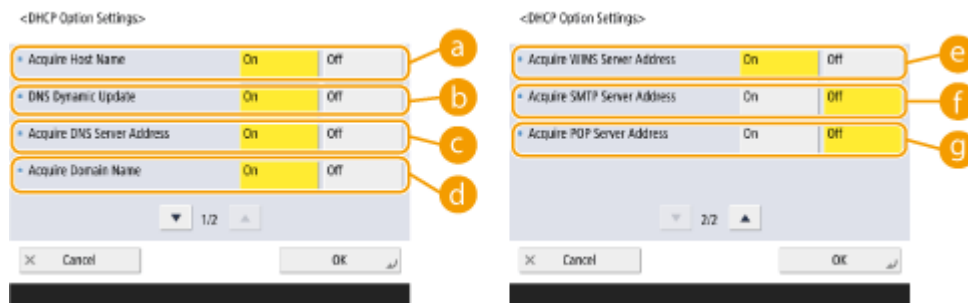 <DHCP Option Settings>
Acquire Host Name On Off a
DNS Dynamic Update On Off b
Acquire DNS Server Address On Off c
Acquire Domain Name On Off d
1/2
Cancel OK
<DHCP Option Settings>
Acquire WINS Server Address On Off e
Acquire SMTP Server Address On Off f
Acquire POP Server Address On Off g
2/2
Cancel OK